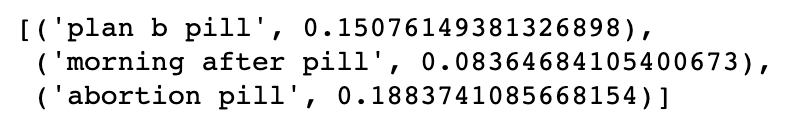 [('plan b pill', 0.15076149381326898),
('morning after pill', 0.08364684105400673),
('abortion pill', 0.1883741085668154)]